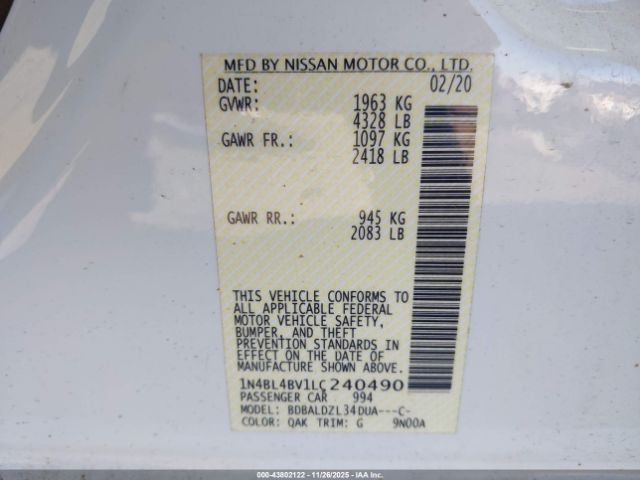 MFD BY NISSAN MOTOR CO., LTD.
DATE: 02/20
GVWR: 1963 KG
4328 LB
GAWR FR.: 1097 KG
2418 LB
GAWR RR.: 945 KG
2083 LB
THIS VEHICLE CONFORMS TO
ALL APPLICABLE FEDERAL
MOTOR VEHICLE SAFETY,
BUMPER, AND THEFT
PREVENTION STANDARDS IN
EFFECT ON THE DATE OF
MANUFACTURE SHOWN ABOVE.
1N4BL4BV1LC240490
PASSENGER CAR 994
MODEL: BDBALDZL34DUA---C-
COLOR: QAK TRIM: G 9N00A
© 000-43802122 - 11/26/2025 - IAA Inc.